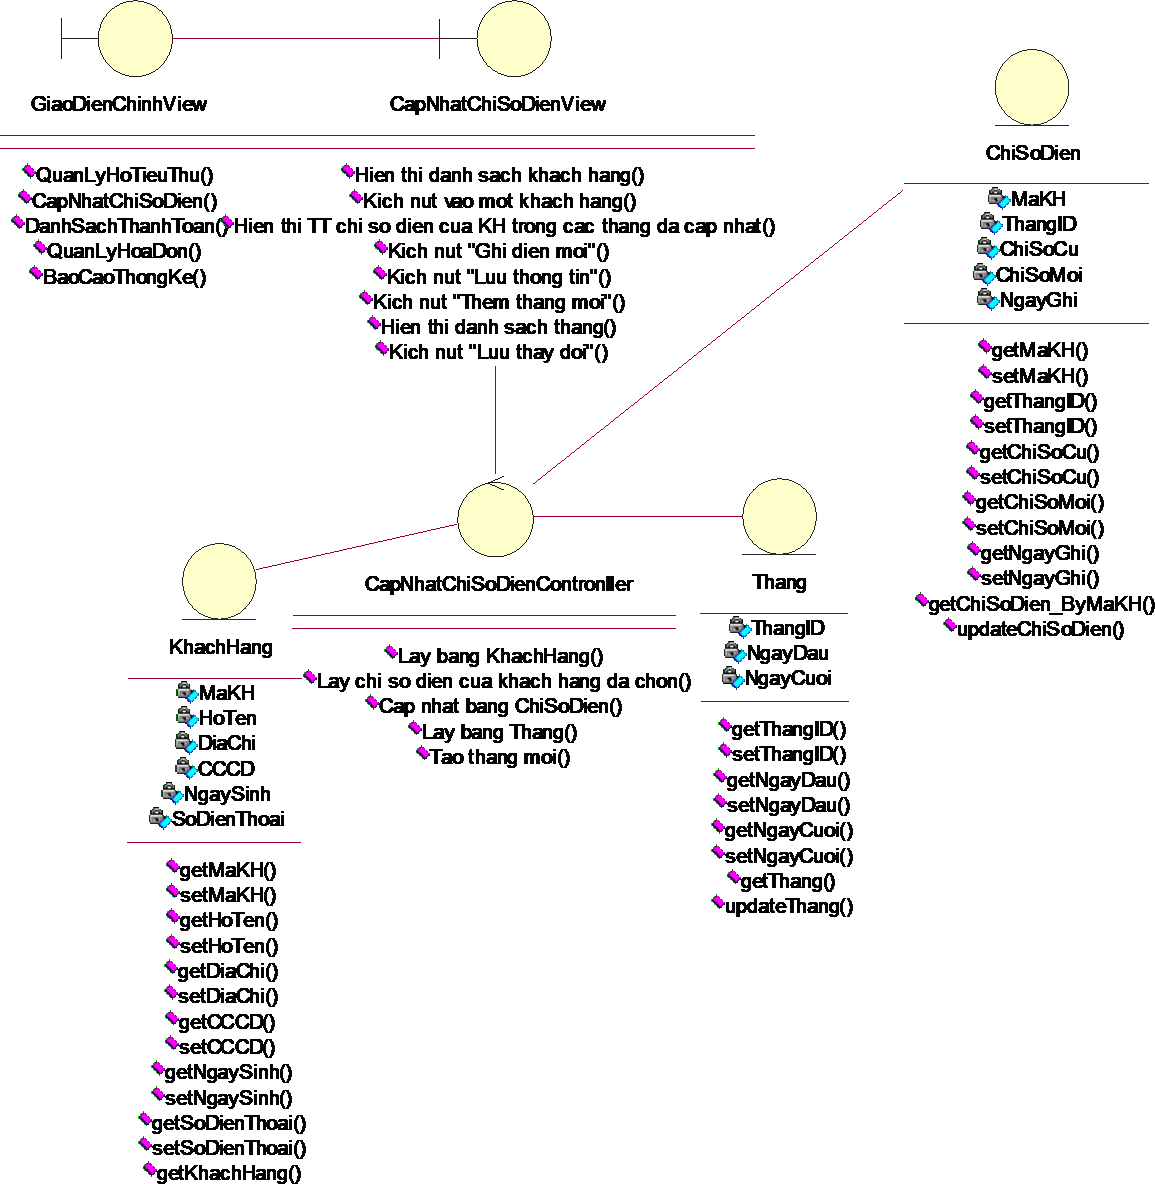 GiaoDienChinhView
QuanLyHoTieuThu()
CapNhatChiSoDien()
DanhSachThanhToan()
QuanLyHoaDon()
BaoCaoThongKe()
CapNhatChiSoDienView
Hien thi danh sach khach hang()
Kich nut vao mot khach hang()
Hien thi TT chi so dien cua KH trong cac thang da cap nhat()
Kich nut "Ghi dien moi"()
Kich nut "Luu thong tin"()
Kich nut "Them thang moi"()
Hien thi danh sach thang()
Kich nut "Luu thay doi"()
ChiSoDien
MaKH
ThangID
ChiSoCu
ChiSoMoi
NgayGhi
getMaKH()
setMaKH()
getThangID()
setThangID()
getChiSoCu()
setChiSoCu()
getChiSoMoi()
setChiSoMoi()
getNgayGhi()
setNgayGhi()
getChiSoDien_ByMaKH()
updateChiSoDien()
KhachHang
MaKH
HoTen
DiaChi
CCCD
NgaySinh
SoDienThoai
getMaKH()
setMaKH()
getHoTen()
setHoTen()
getDiaChi()
setDiaChi()
getCCCD()
setCCCD()
getNgaySinh()
setNgaySinh()
getSoDienThoai()
setSoDienThoai()
getKhachHang()
CapNhatChiSoDienContronller
Lay bang KhachHang()
Lay chi so dien cua khach hang da chon()
Cap nhat bang ChiSoDien()
Lay bang Thang()
Tao thang moi()
Thang
ThangID
NgayDau
NgayCuoi
getThangID()
setThangID()
getNgayDau()
setNgayDau()
getNgayCuoi()
setNgayCuoi()
getThang()
updateThang()